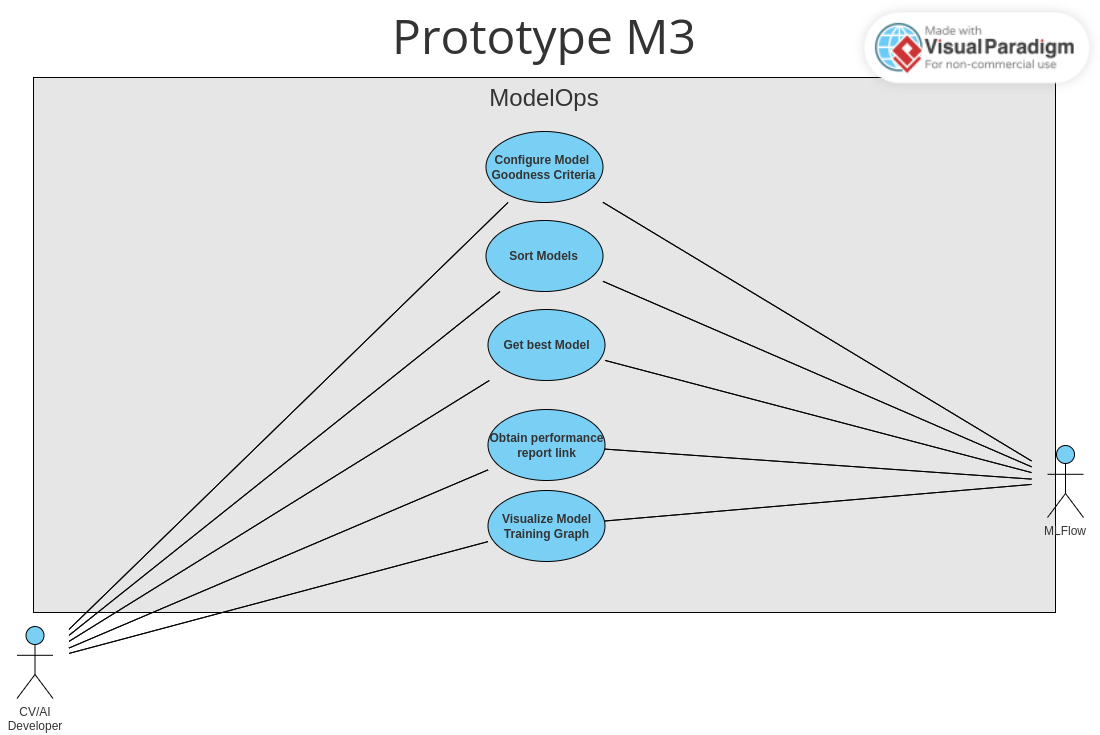 Prototype M3
Made with
Visual Paradigm
For non-commercial use
ModelOps
Configure Model
Goodness Criteria
Sort Models
Get best Model
Obtain performance
report link
Visualize Model
Training Graph
MLFlow
CV/AI
Developer